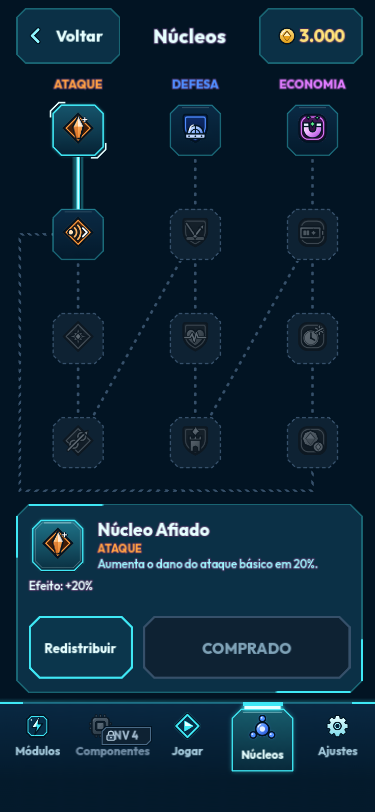 Voltar
Núcleos
3.000
ATAQUE
DEFESA
ECONOMIA
Núcleo Afiado
ATAQUE
Aumenta o dano do ataque básico em 20%.
Efeito: +20%
Redistribuir
COMPRADO
NV 4
Módulos
Componentes
Jogar
Núcleos
Ajustes